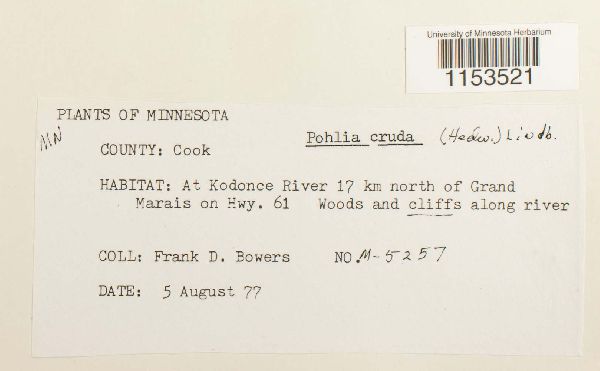 University of Minnesota Herbarium
1153521
PLANTS OF MINNESOTA
MN
Pohlia cruda (Hedw.) Lindb.
COUNTY: Cook
HABITAT: At Kodonce River 17 km north of Grand
Marais on Hwy. 61 Woods and cliffs along river
COLL: Frank D. Bowers NO. M-5257
DATE: 5 August 77